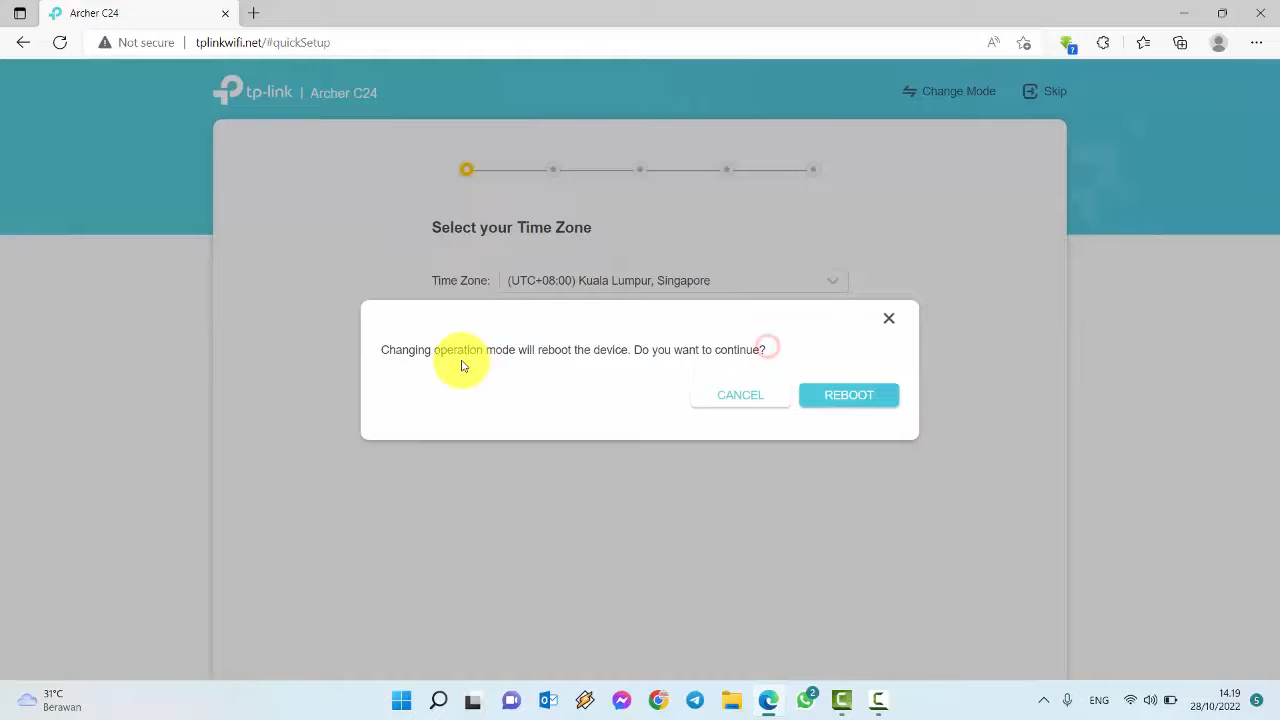 Archer C24
Not secure
tplinkwifi.net/#quickSetup
tp-link | Archer C24
Change Mode
Skip
Select your Time Zone
Time Zone:
(UTC+08:00) Kuala Lumpur, Singapore
Changing operation mode will reboot the device. Do you want to continue?
CANCEL
REBOOT
31°C
Berawan
2
ENG
14.19
28/10/2022
5